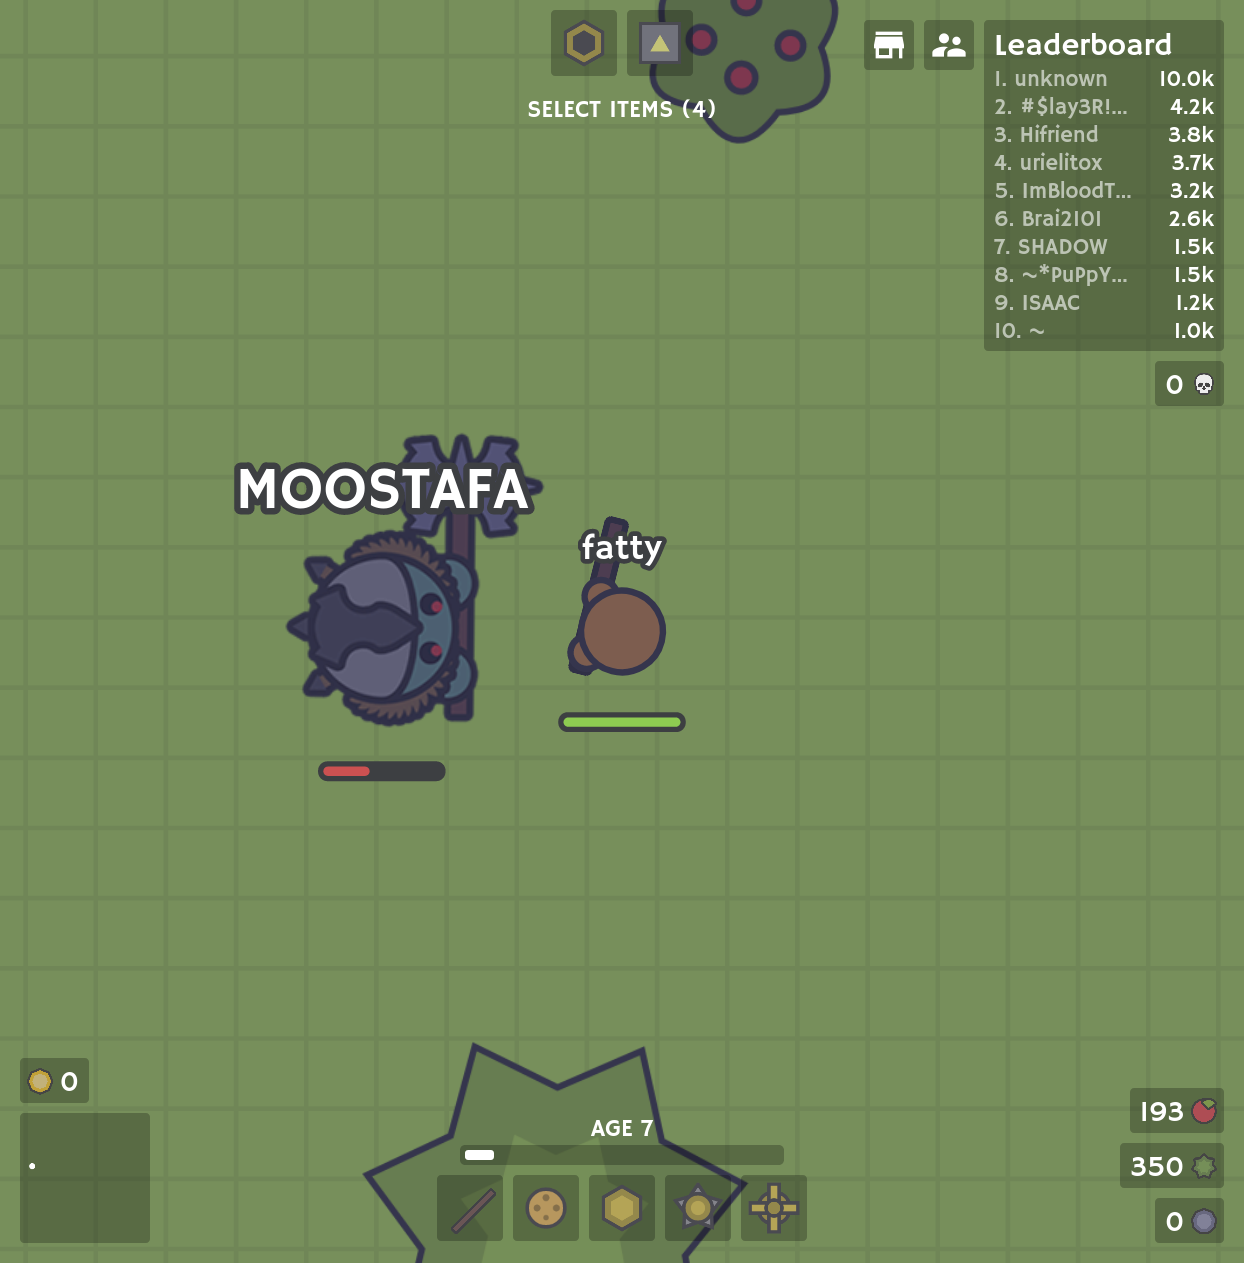 SELECT ITEMS (4)
Leaderboard
1. unknown 10.0k
2. #$lay3R!... 4.2k
3. Hifriend 3.8k
4. urielitox 3.7k
5. ImBloodT... 3.2k
6. Brai2101 2.6k
7. SHADOW 1.5k
8. ~*PuPpY... 1.5k
9. ISAAC 1.2k
10. ~ 1.0k
0
MOOSTAFA
fatty
0
AGE 7
193
350
0